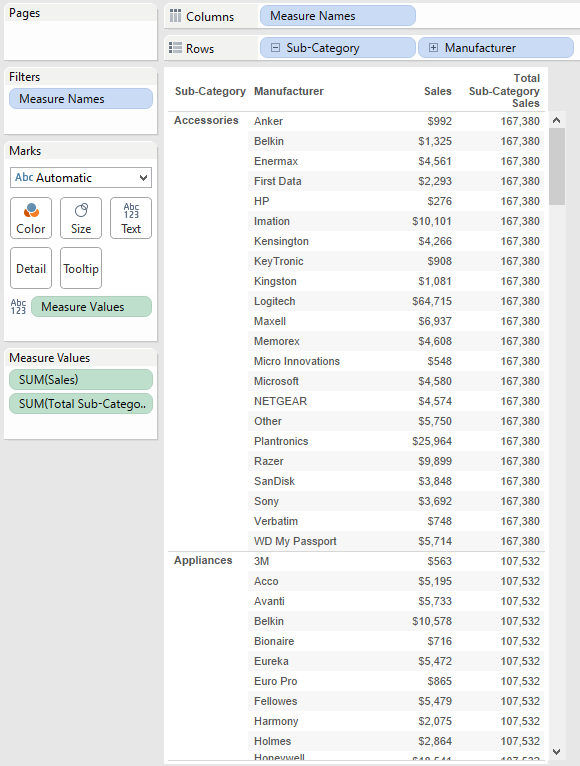 Pages
Columns Measure Names
Rows Sub-Category Manufacturer
Filters
Measure Names
Marks
Abc Automatic
Color Size Abc 123 Text
Detail Tooltip
Abc 123 Measure Values
Measure Values
SUM(Sales)
SUM(Total Sub-Catego..
Sub-Category Manufacturer Sales Total Sub-Category Sales
Accessories Anker $992 167,380
Belkin $1,325 167,380
Enermax $4,561 167,380
First Data $2,293 167,380
HP $276 167,380
Imation $10,101 167,380
Kensington $4,266 167,380
KeyTronic $908 167,380
Kingston $1,081 167,380
Logitech $64,715 167,380
Maxell $6,937 167,380
Memorex $4,608 167,380
Micro Innovations $548 167,380
Microsoft $4,580 167,380
NETGEAR $4,574 167,380
Other $5,750 167,380
Plantronics $25,964 167,380
Razer $9,899 167,380
SanDisk $3,848 167,380
Sony $3,692 167,380
Verbatim $748 167,380
WD My Passport $5,714 167,380
Appliances 3M $563 107,532
Acco $5,195 107,532
Avanti $5,733 107,532
Belkin $10,578 107,532
Bionaire $716 107,532
Eureka $5,472 107,532
Euro Pro $865 107,532
Fellowes $5,479 107,532
Harmony $2,075 107,532
Holmes $2,864 107,532
Honeywell